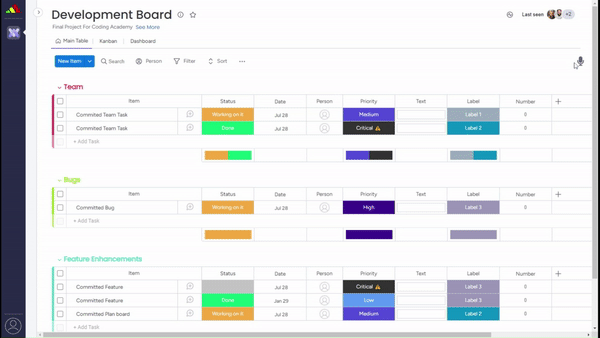 Development Board
Final Project For Coding Academy See More
Last seen +2
Main Table Kanban Dashboard
New Item Search Person Filter Sort
Team
Item Status Date Person Priority Text Label Number
Commited Team Task Working on it Jul 28 Medium Label 1 0
Committed Team Task Done Jul 28 Critical Label 2 0
+ Add Task
Bugs
Item Status Date Person Priority Text Label Number
Committed Bug Working on it Jul 28 High Label 3 0
+ Add Task
Feature Enhancements
Item Status Date Person Priority Text Label Number
Committed Feature Jul 28 Critical Label 3 0
Committed Feature Done Jan 29 Low Label 3 0
Committed Plan board Working on it Jul 28 Medium Label 2 0
+ Add Task